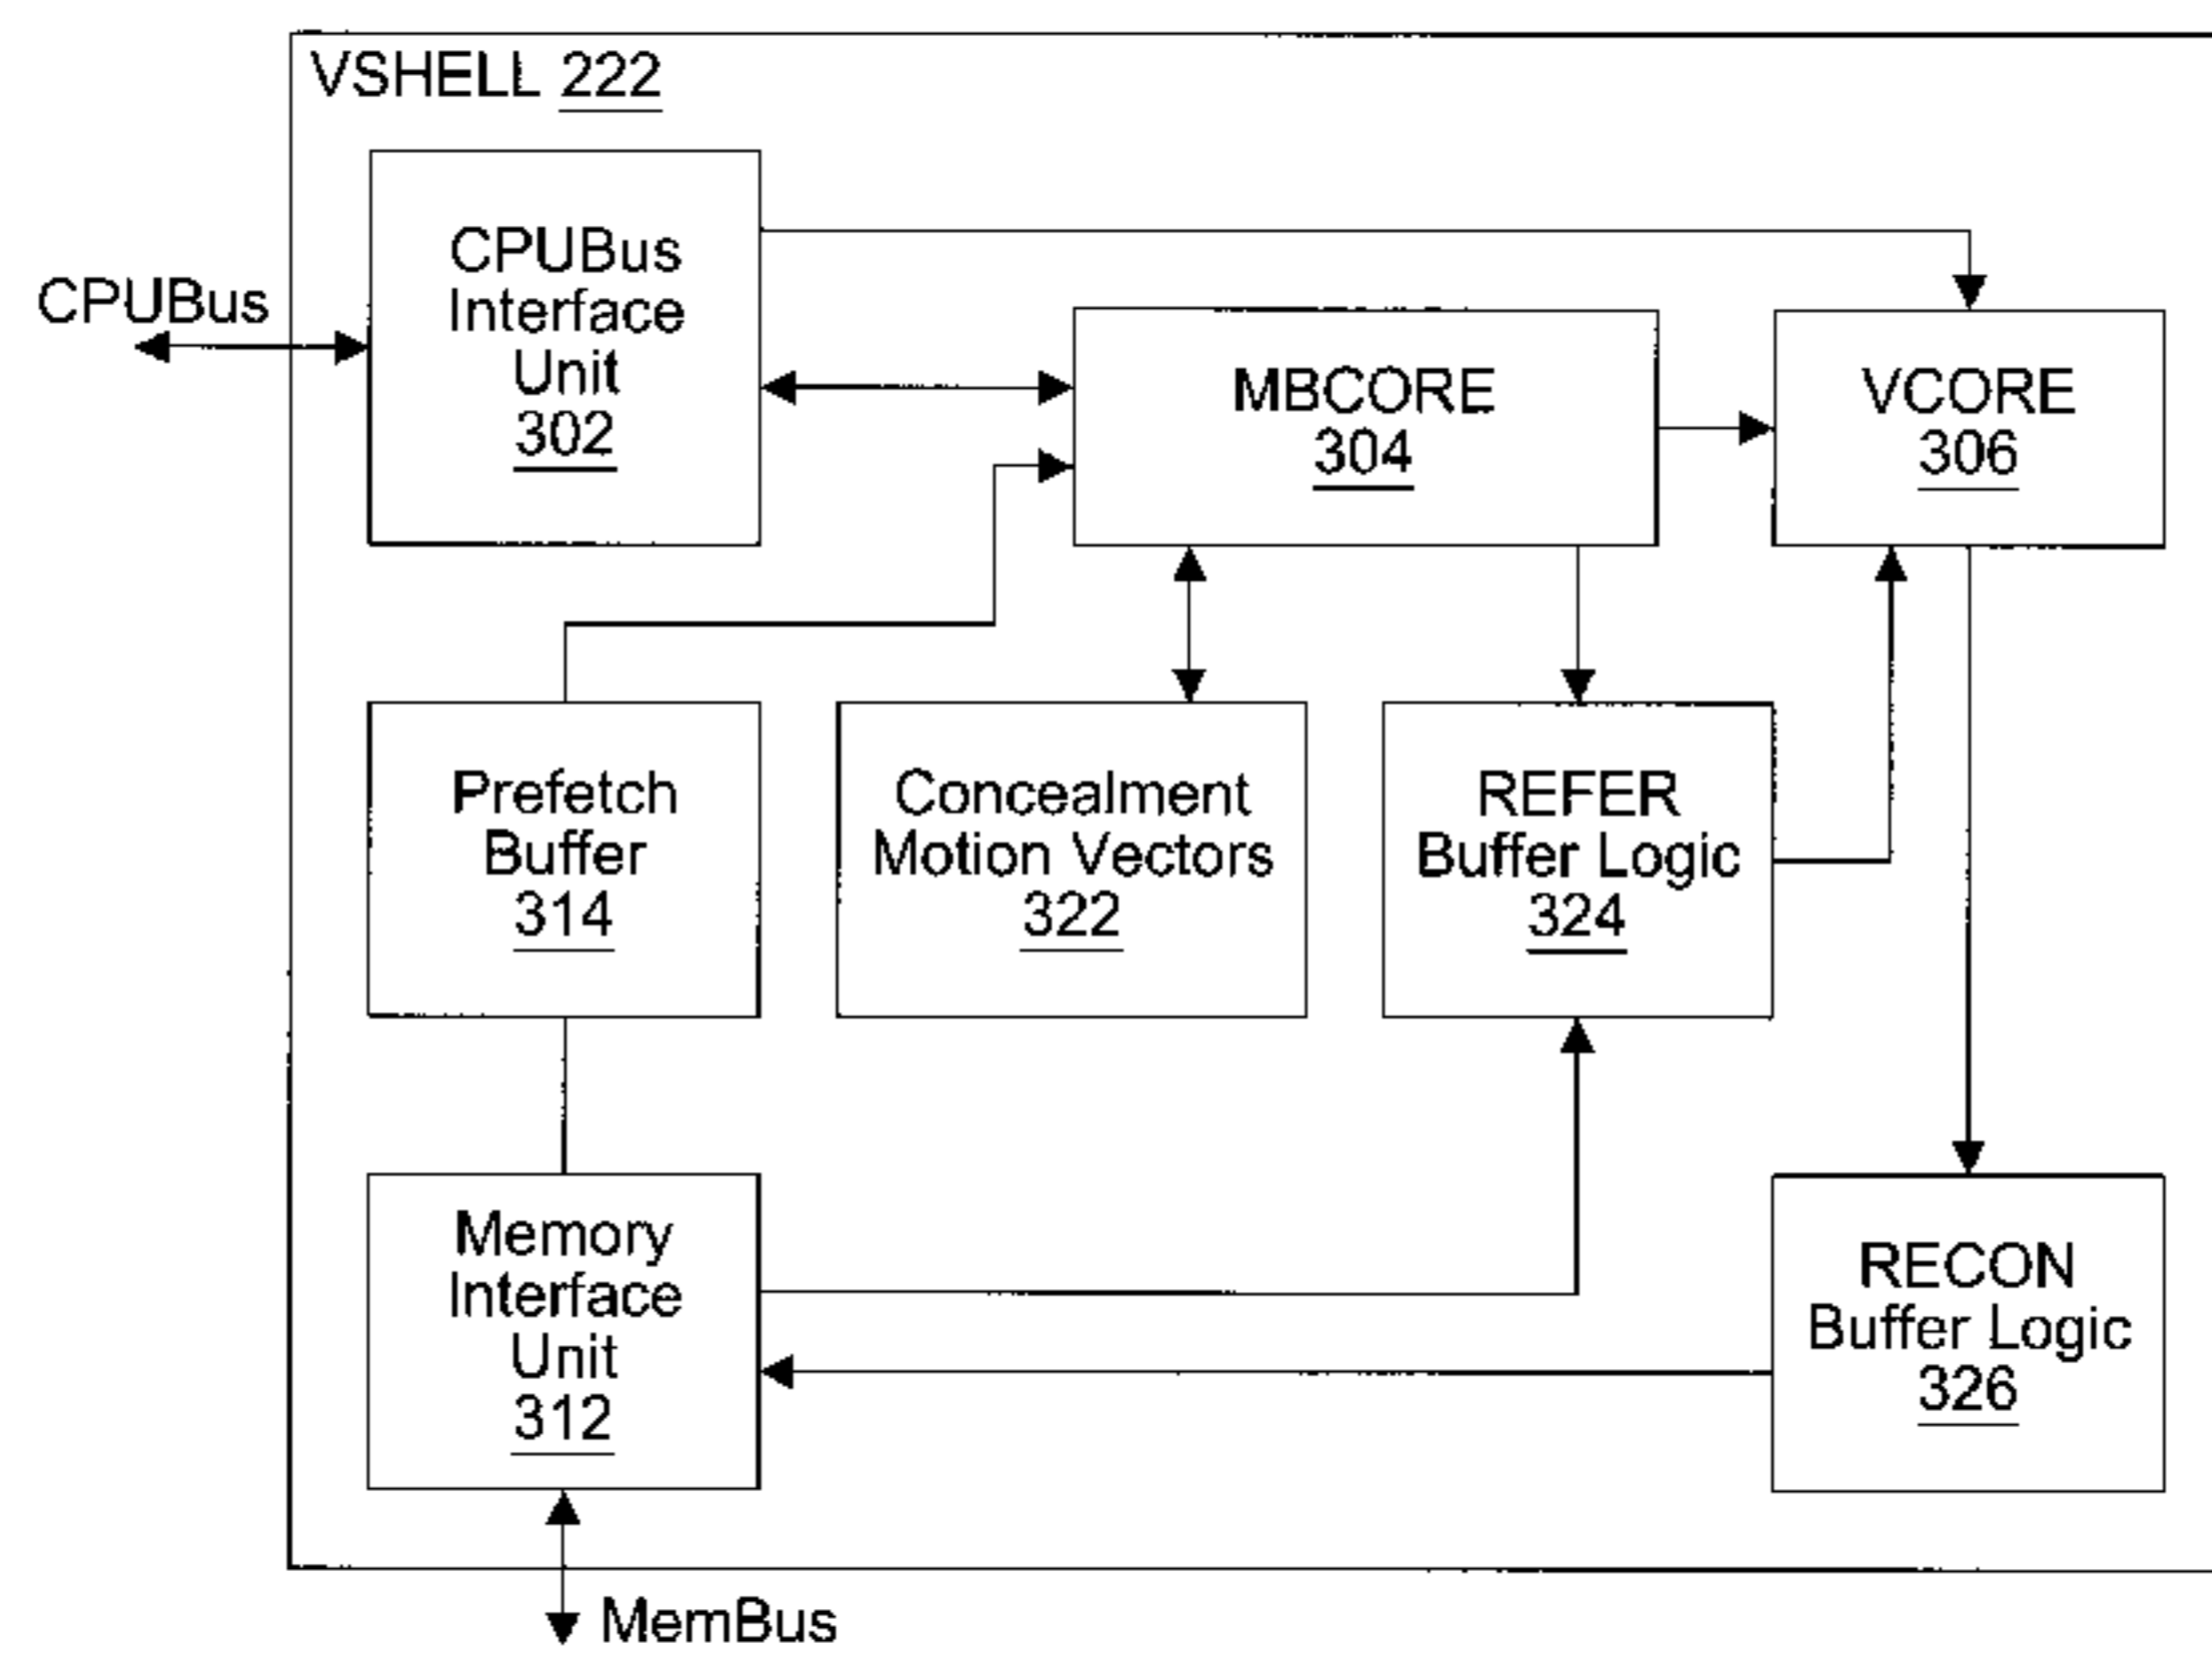 VSHELL 222
CPUBus
CPUBus
Interface
Unit
302
MBCORE
304
VCORE
306
Prefetch
Buffer
314
Concealment
Motion Vectors
322
REFER
Buffer Logic
324
Memory
Interface
Unit
312
RECON
Buffer Logic
326
MemBus